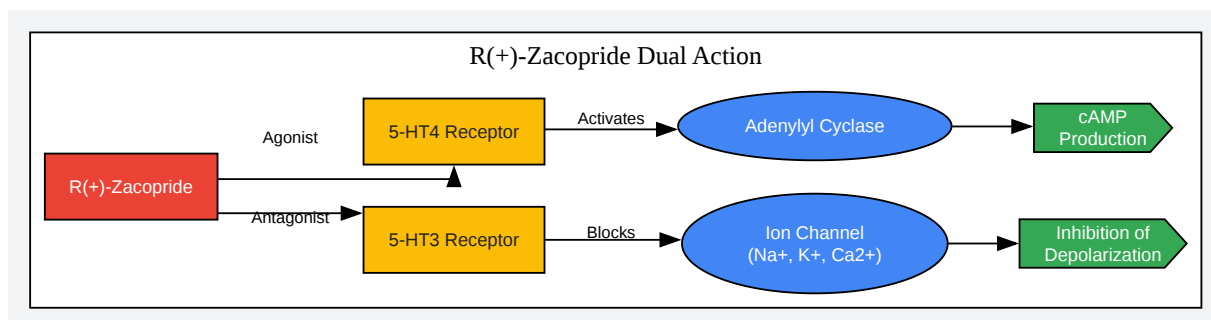 R(+)-Zacopride Dual Action
R(+)-Zacopride
Agonist
5-HT4 Receptor
Activates
Adenylyl Cyclase
cAMP
Production
Antagonist
5-HT3 Receptor
Blocks
Ion Channel
(Na+, K+, Ca2+)
Inhibition of
Depolarization